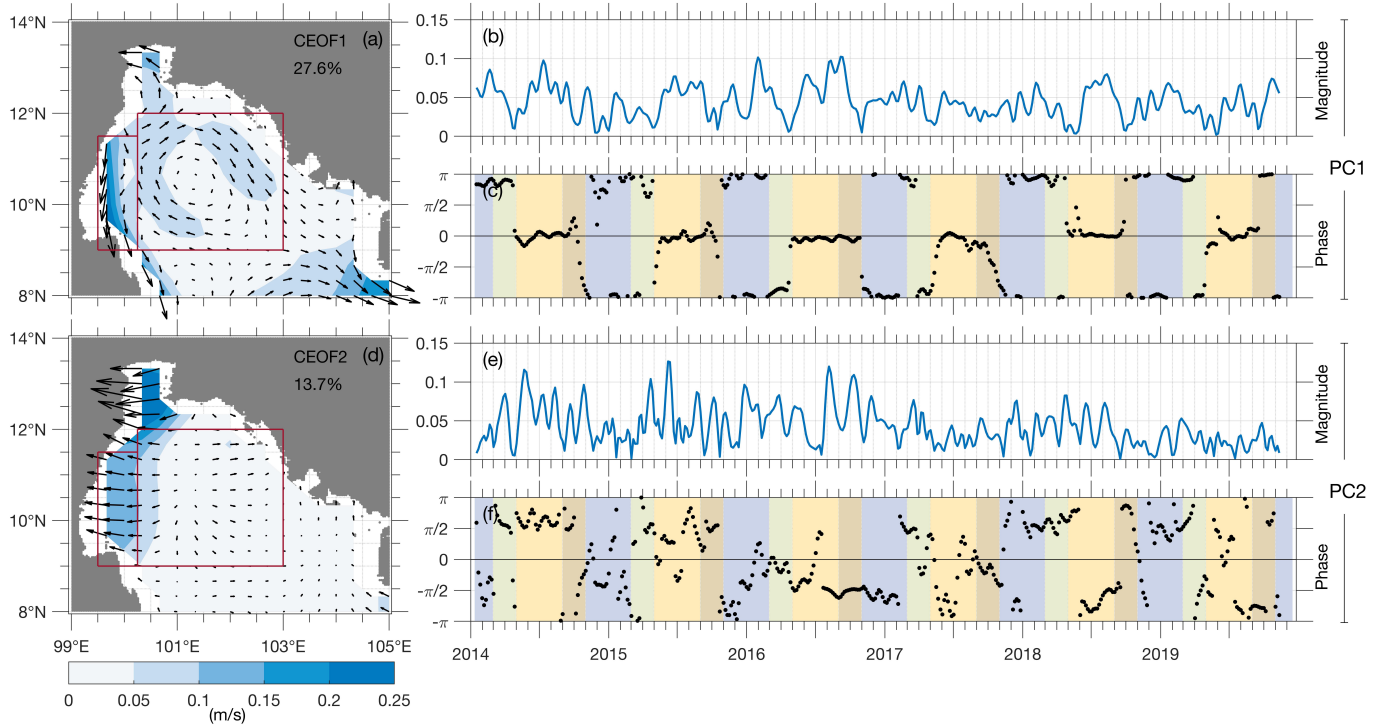 14°N
12°N
10°N
8°N
CEOF1 (a)
27.6%
(b)
0.15
0.1
0.05
0
Magnitude
(c)
π
π/2
0
-π/2
-π
Phase
PC1
14°N
12°N
10°N
8°N
CEOF2 (d)
13.7%
99°E 101°E 103°E 105°E
0 0.05 0.1 0.15 0.2 0.25
(m/s)
(e)
0.15
0.1
0.05
0
Magnitude
(f)
π
π/2
0
-π/2
-π
Phase
PC2
2014 2015 2016 2017 2018 2019